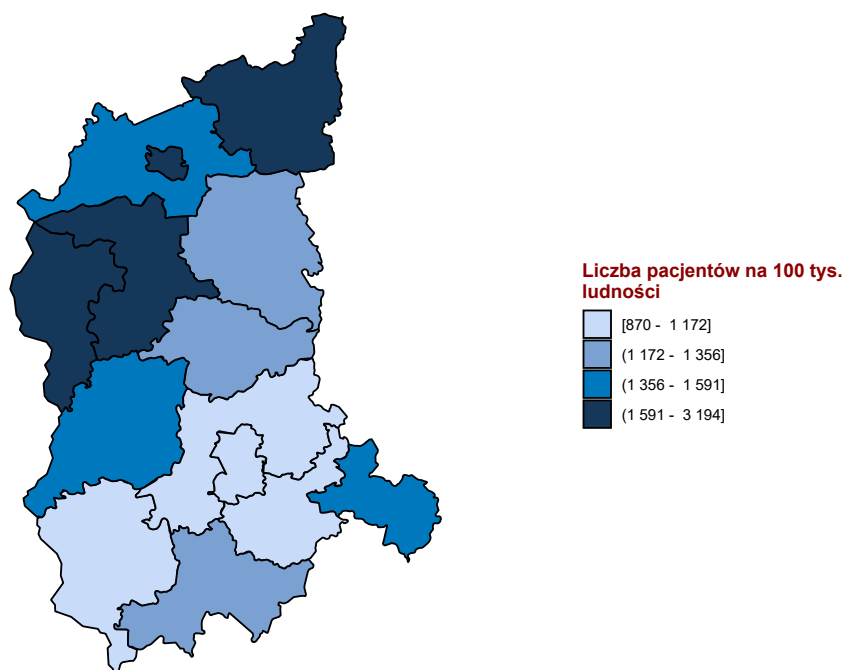 Liczba pacjentów na 100 tys.
ludności
[870 - 1 172]
(1 172 - 1 356]
(1 356 - 1 591]
(1 591 - 3 194]